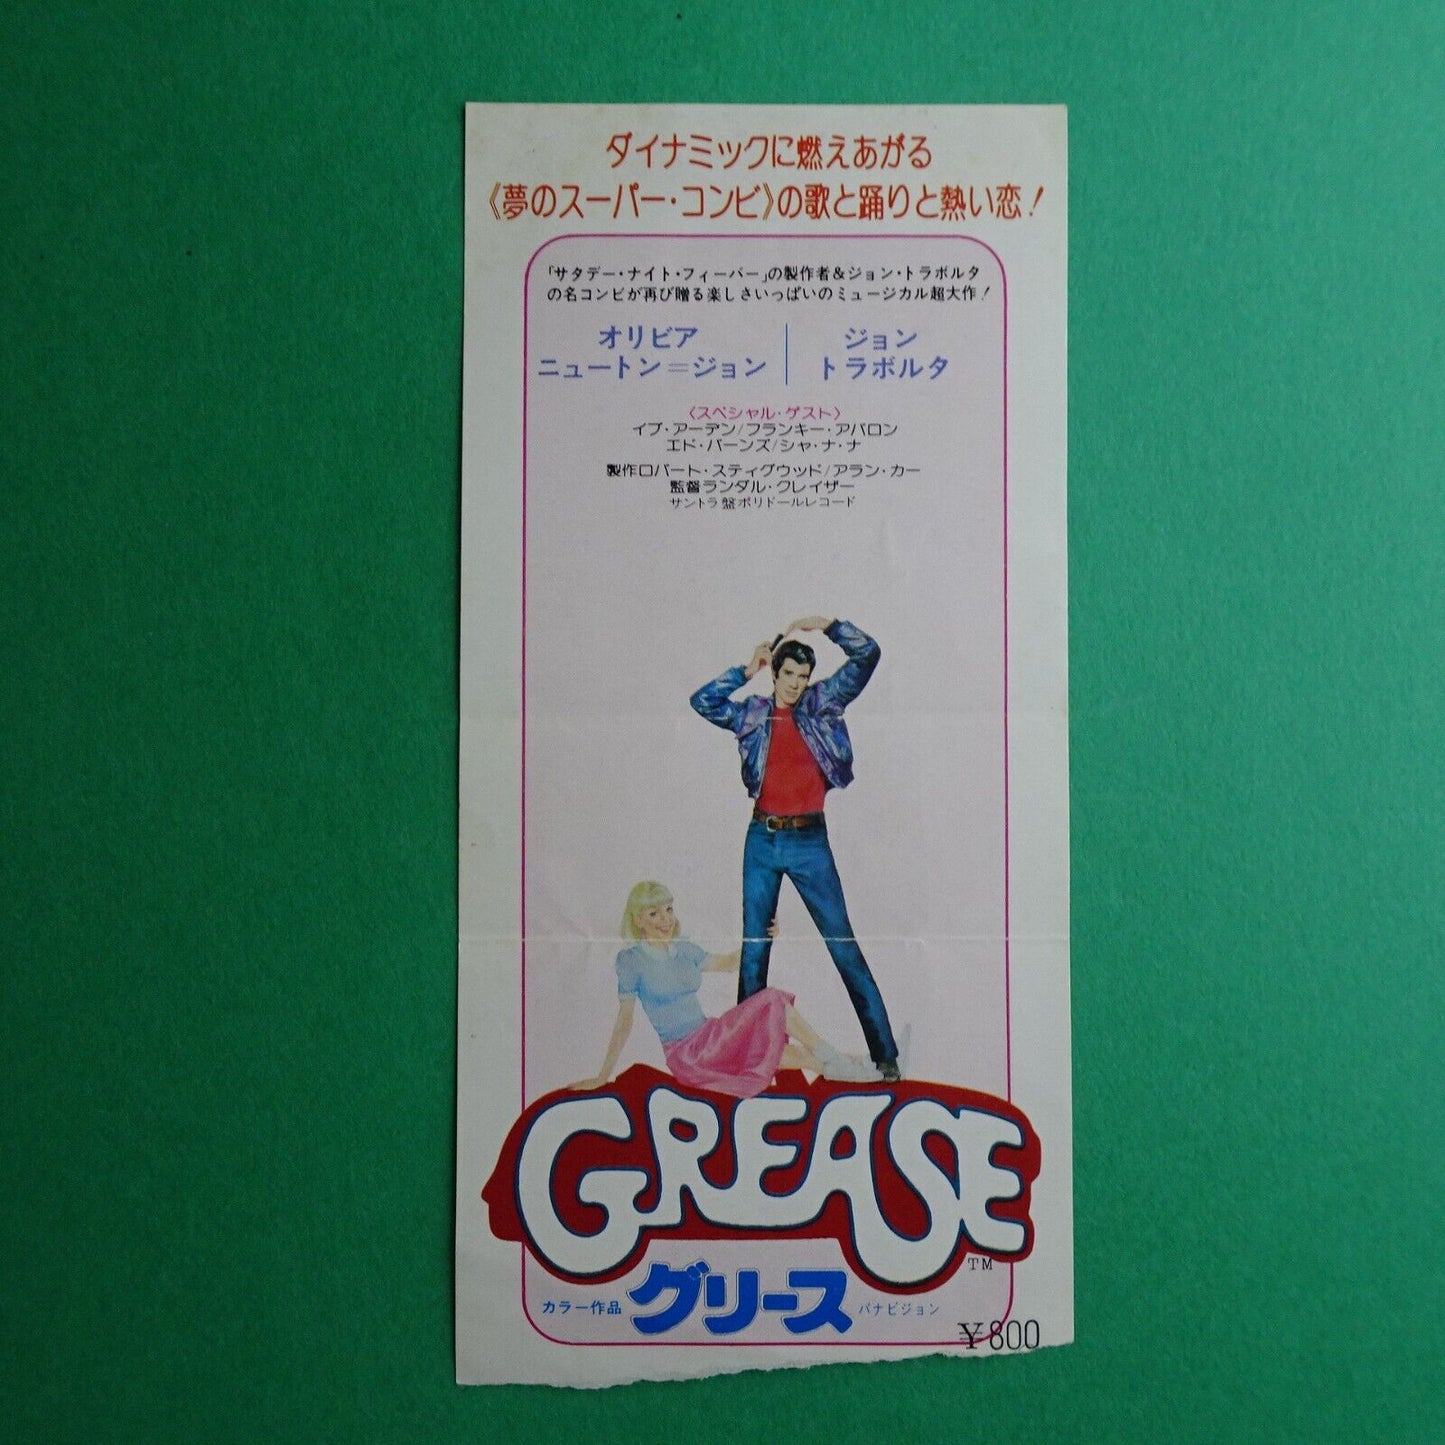 ダイナミックに燃えあがる
《夢のスーパー・コンビ》の歌と踊りと熱い恋!
「サタデー・ナイト・フィーバー」の製作者&ジョン・トラボルタ
の名コンビが再び贈る楽しさいっぱいのミュージカル超大作!
オリビア
ニュートン=ジョン
ジョン
トラボルタ
〈スペシャル・ゲスト〉
イブ・アーデン/フランキー・アバロン
エド・バーンズ/シャ・ナ・ナ
製作ロバート・スティグウッド/アラン・カー
監督ランダル・クレイザー
サントラ盤ポリドールレコード
GREASE
TM
カラー作品 グリース パナビジョン
¥800